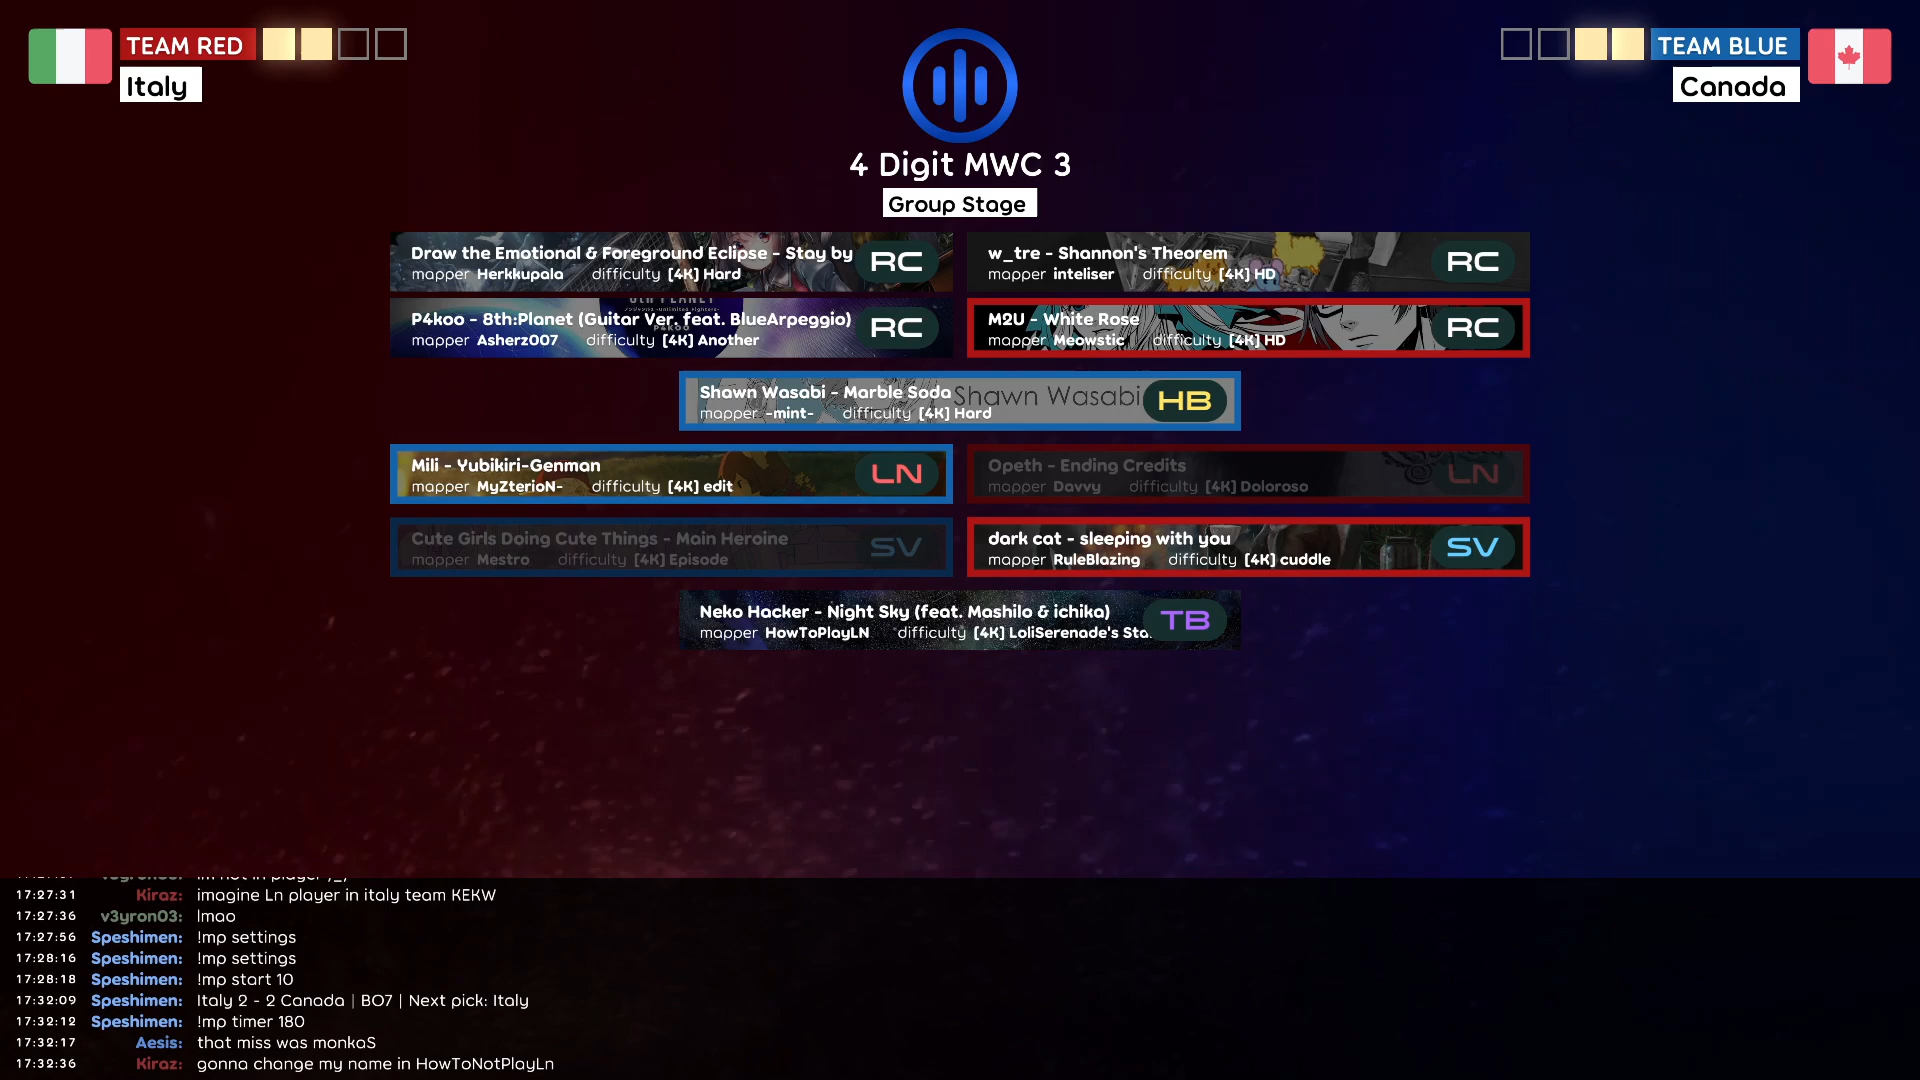 TEAM RED
Italy
TEAM BLUE
Canada
4 Digit MWC 3
Group Stage
Draw the Emotional & Foreground Eclipse - Stay by
mapper Herkkupala difficulty [4K] Hard
RC
w_tre - Shannon's Theorem
mapper inteliser difficulty [4K] HD
RC
P4koo - 8th:Planet (Guitar Ver. feat. BlueArpeggio)
mapper Asherz007 difficulty [4K] Another
RC
M2U - White Rose
mapper Meowstic difficulty [4K] HD
RC
Shawn Wasabi - Marble Soda
mapper -mint- difficulty [4K] Hard
Shawn Wasabi
HB
Mili - Yubikiri-Genman
mapper MyZterioN- difficulty [4K] edit
LN
Opeth - Ending Credits
mapper Davvy difficulty [4K] Doloroso
LN
Cute Girls Doing Cute Things - Main Heroine
mapper Mestro difficulty [4K] Episode
SV
dark cat - sleeping with you
mapper RuleBlazing difficulty [4K] cuddle
SV
Neko Hacker - Night Sky (feat. Mashilo & ichika)
mapper HowToPlayLN difficulty [4K] LoliSerenade's Sta.
TB
17:27:31 Kiraz: imagine Ln player in italy team KEKW
17:27:36 v3yron03: lmao
17:27:56 Speshimen: !mp settings
17:28:16 Speshimen: !mp settings
17:28:18 Speshimen: !mp start 10
17:32:09 Speshimen: Italy 2 - 2 Canada | BO7 | Next pick: Italy
17:32:12 Speshimen: !mp timer 180
17:32:17 Aesis: that miss was monkaS
17:32:36 Kiraz: gonna change my name in HowToNotPlayLn